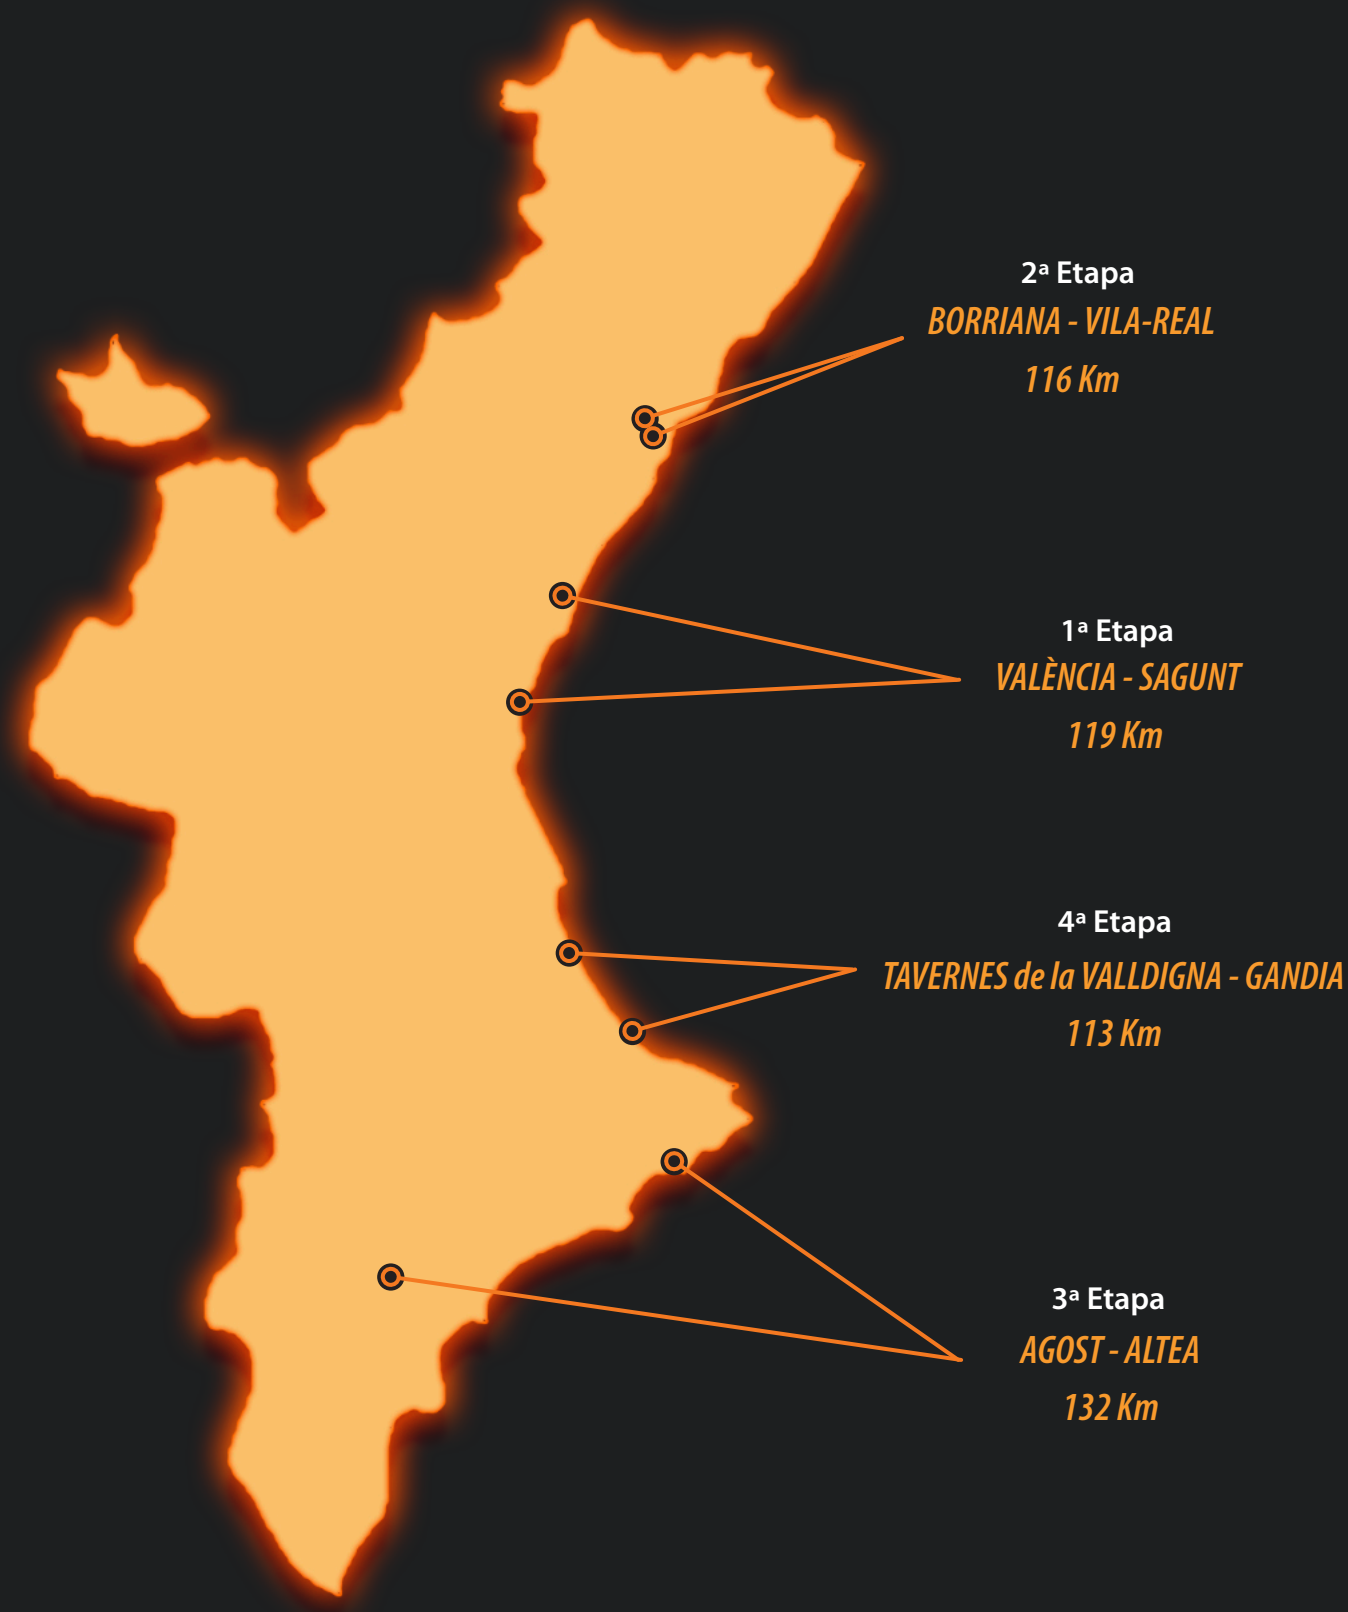 2ª Etapa
BORRIANA - VILA-REAL
116 Km
1ª Etapa
VALÈNCIA - SAGUNT
119 Km
4ª Etapa
TAVERNES de la VALLDIGNA - GANDIA
113 Km
3ª Etapa
AGOST - ALTEA
132 Km